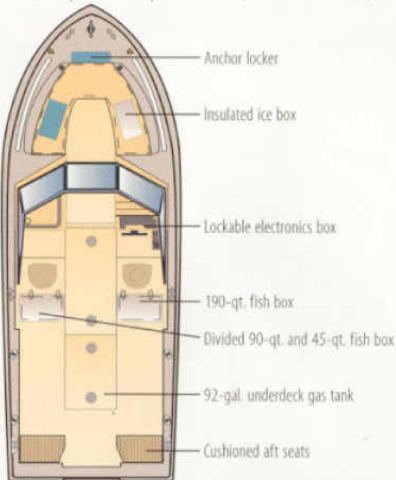 Anchor locker
Insulated ice box
Lockable electronics box
190-qt. fish box
Divided 90-qt. and 45-qt. fish box
92-gal. underdeck gas tank
Cushioned aft seats